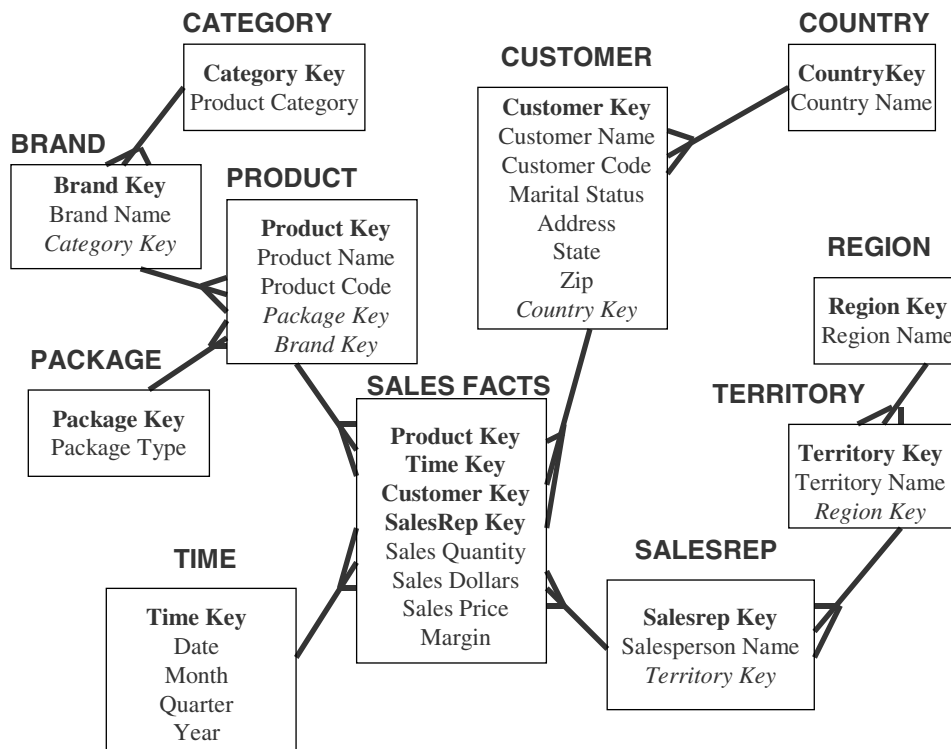 CATEGORY
Category Key
Product Category
BRAND
Brand Key
Brand Name
Category Key
PRODUCT
Product Key
Product Name
Product Code
Package Key
Brand Key
PACKAGE
Package Key
Package Type
CUSTOMER
Customer Key
Customer Name
Customer Code
Marital Status
Address
State
Zip
Country Key
COUNTRY
CountryKey
Country Name
REGION
Region Key
Region Name
TERRITORY
Territory Key
Territory Name
Region Key
SALES FACTS
Product Key
Time Key
Customer Key
SalesRep Key
Sales Quantity
Sales Dollars
Sales Price
Margin
TIME
Time Key
Date
Month
Quarter
Year
SALESREP
Salesrep Key
Salesperson Name
Territory Key